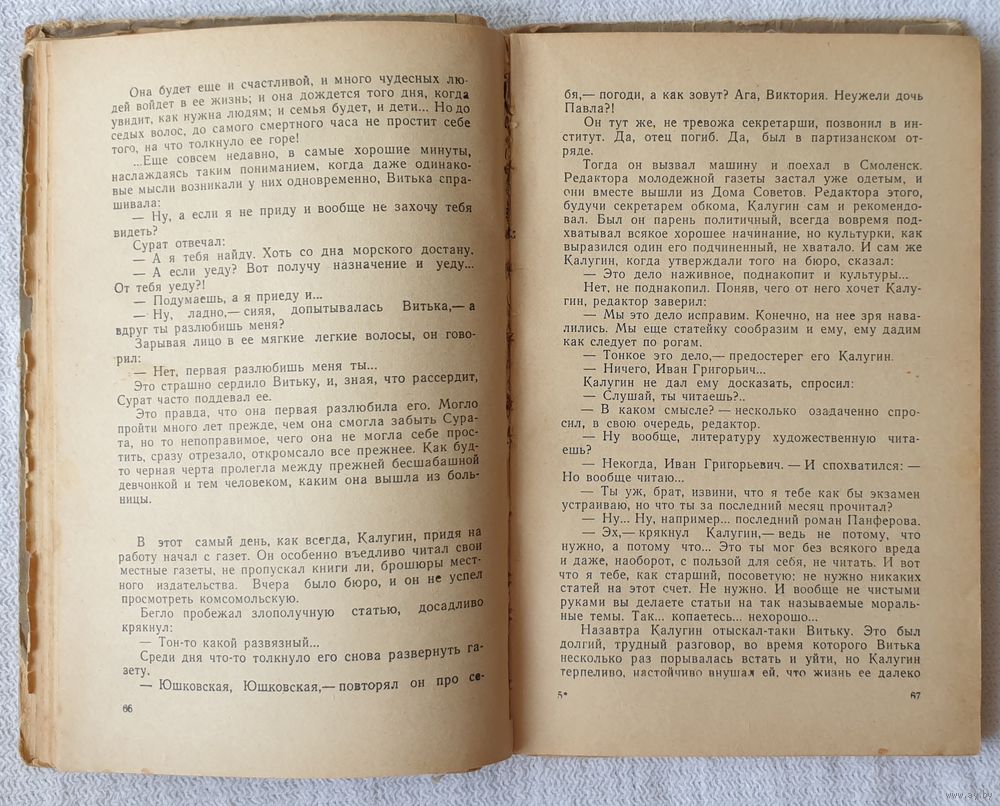 Она будет еще и счастливой, и много чудесных лю-
дей войдет в ее жизнь; и она дождется того дня, когда
увидит, как нужна людям; и семья будет, и дети... Но до
седых волос, до самого смертного часа не простит себе
того, на что толкнуло ее горе!
...Еще совсем недавно, в самые хорошие минуты,
наслаждаясь таким пониманием, когда даже одинако-
вые мысли возникали у них одновременно, Витька спра-
шивала:
— Ну, а если я не приду и вообще не захочу тебя
видеть?
Сурат отвечал:
— А я тебя найду. Хоть со дна морского достану.
— А если уеду? Вот получу назначение и уеду...
От тебя уеду?!
— Подумаешь, а я приеду и...
— Ну, ладно,— сияя, допытывалась Витька,— а
вдруг ты разлюбишь меня?
Зарывая лицо в ее мягкие легкие волосы, он гово-
рил:
— Нет, первая разлюбишь меня ты...
Это страшно сердило Витьку, и, зная, что рассердит,
Сурат часто поддевал ее.
Это правда, что она первая разлюбила его. Могло
пройти много лет прежде, чем она смогла забыть Сура-
та, но то непоправимое, чего она не могла себе прос-
тить, сразу отрезало, откромсало все прежнее. Как буд-
то черная черта пролегла между прежней бесшабашной
девчонкой и тем человеком, каким она вышла из боль-
ницы.
В этот самый день, как всегда, Калугин, придя на
работу начал с газет. Он особенно въедливо читал свои
местные газеты, не пропускал книги ли, брошюры мест-
ного издательства. Вчера было бюро, и он не успел
просмотреть комсомольскую.
Бегло пробежал злополучную статью, досадливо
крякнул:
— Тон-то какой развязный...
Среди дня что-то толкнуло его снова развернуть га-
зету.
— Юшковская, Юшковская,— повторял он про се-
66
бя,— погоди, а как зовут? Ага, Виктория. Неужели дочь
Павла?!
Он тут же, не тревожа секретарши, позвонил в ин-
ститут. Да, отец погиб. Да, был в партизанском от-
ряде.
Тогда он вызвал машину и поехал в Смоленск.
Редактора молодежной газеты застал уже одетым, и
они вместе вышли из Дома Советов. Редактора этого,
будучи секретарем обкома, Калугин сам и рекомендо-
вал. Был он парень политичный, всегда вовремя под-
хватывал всякое хорошее начинание, но культурки, как
выразился один его подчиненный, не хватало. И сам же
Калугин, когда утверждали того на бюро, сказал:
— Это дело наживное, поднакопит и культуры...
Нет, не поднакопил. Поняв, чего от него хочет Калу-
гин, редактор заверил:
— Мы это дело исправим. Конечно, на нее зря нава-
лились. Мы еще статейку сообразим и ему, ему дадим
как следует по рогам.
— Тонкое это дело,— предостерег его Калугин.
— Ничего, Иван Григорьич...
Калугин не дал ему досказать, спросил:
— Слушай, ты читаешь?..
— В каком смысле? — несколько озадаченно спро-
сил, в свою очередь, редактор.
— Ну вообще, литературу художественную чита-
ешь?
— Некогда, Иван Григорьевич. — И спохватился: —
Но вообще читаю...
— Ты уж, брат, извини, что я тебе как бы экзамен
устраиваю, но что ты за последний месяц прочитал?
— Ну... Ну, например... последний роман Панферова.
— Эх,— крякнул Калугин,— ведь не потому, что
нужно, а потому что... Это ты мог без всякого вреда
и даже, наоборот, с пользой для себя, не читать. И вот
что я тебе, как старший, посоветую: не нужно никаких
статей на этот счет. Не нужно. И вообще не чистыми
руками вы делаете статьи на так называемые мораль-
ные темы. Так... копаетесь... нехорошо...
Назавтра Калугин отыскал-таки Витьку. Это был
долгий, трудный разговор, во время которого Витька
несколько раз порывалась встать и уйти, но Калугин
терпеливо, настойчиво внушал ей, что жизнь ее далеко
5*
67
www.ay.by